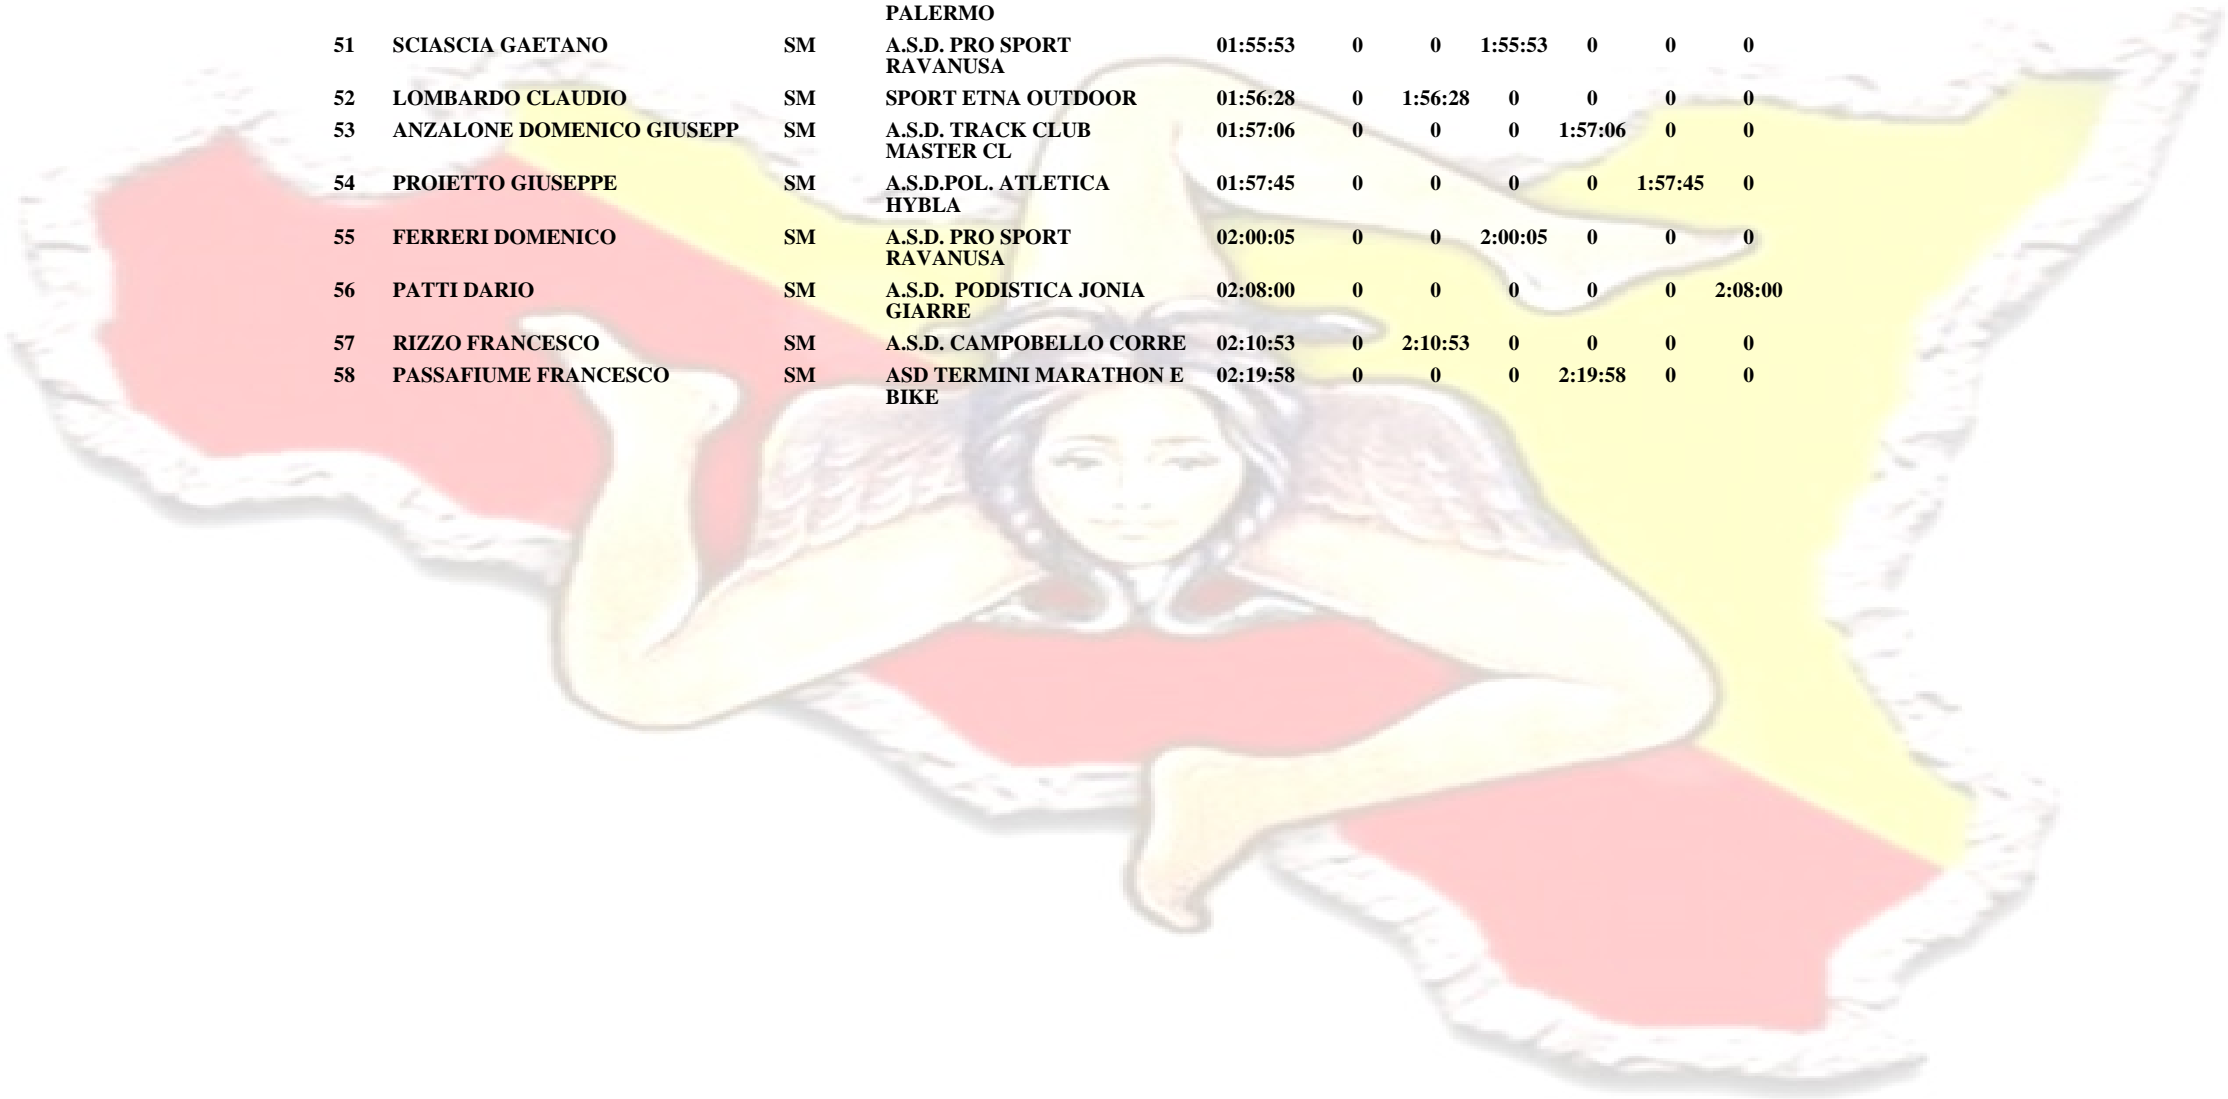 PALERMO
51 SCIASCIA GAETANO SM A.S.D. PRO SPORT 01:55:53 0 0 1:55:53 0 0 0
RAVANUSA
52 LOMBARDO CLAUDIO SM SPORT ETNA OUTDOOR 01:56:28 0 1:56:28 0 0 0 0
53 ANZALONE DOMENICO GIUSEPP SM A.S.D. TRACK CLUB 01:57:06 0 0 0 1:57:06 0 0
MASTER CL
54 PROIETTO GIUSEPPE SM A.S.D.POL. ATLETICA 01:57:45 0 0 0 0 1:57:45 0
HYBLA
55 FERRERI DOMENICO SM A.S.D. PRO SPORT 02:00:05 0 0 2:00:05 0 0 0
RAVANUSA
56 PATTI DARIO SM A.S.D. PODISTICA JONIA 02:08:00 0 0 0 0 0 2:08:00
GIARRE
57 RIZZO FRANCESCO SM A.S.D. CAMPOBELLO CORRE 02:10:53 0 2:10:53 0 0 0 0
58 PASSAFIUME FRANCESCO SM ASD TERMINI MARATHON E 02:19:58 0 0 0 2:19:58 0 0
BIKE